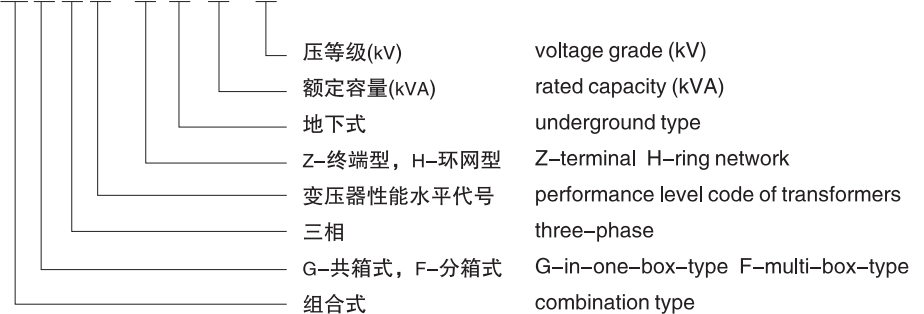 压等级(kV) voltage grade (kV)
额定容量(kVA) rated capacity (kVA)
地下式 underground type
Z–终端型，H–环网型 Z–terminal H–ring network
变压器性能水平代号 performance level code of transformers
三相 three–phase
G–共箱式，F–分箱式 G–in–one–box–type F–multi–box–type
组合式 combination type